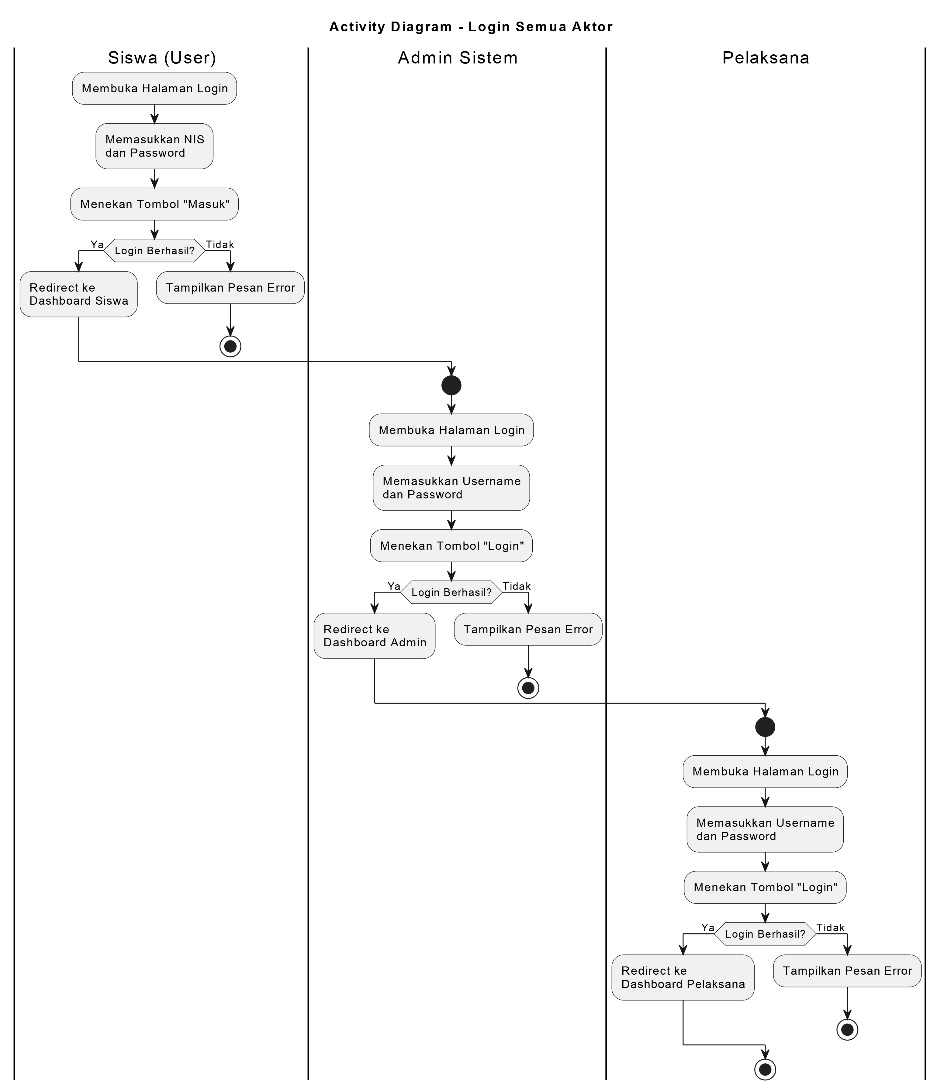 Activity Diagram - Login Semua Aktor
Siswa (User)
Admin Sistem
Pelaksana
Membuka Halaman Login
Memasukkan NIS
dan Password
Menekan Tombol "Masuk"
Ya
Login Berhasil?
Tidak
Redirect ke
Dashboard Siswa
Tampilkan Pesan Error
Membuka Halaman Login
Memasukkan Username
dan Password
Menekan Tombol "Login"
Ya
Login Berhasil?
Tidak
Redirect ke
Dashboard Admin
Tampilkan Pesan Error
Membuka Halaman Login
Memasukkan Username
dan Password
Menekan Tombol "Login"
Ya
Login Berhasil?
Tidak
Redirect ke
Dashboard Pelaksana
Tampilkan Pesan Error